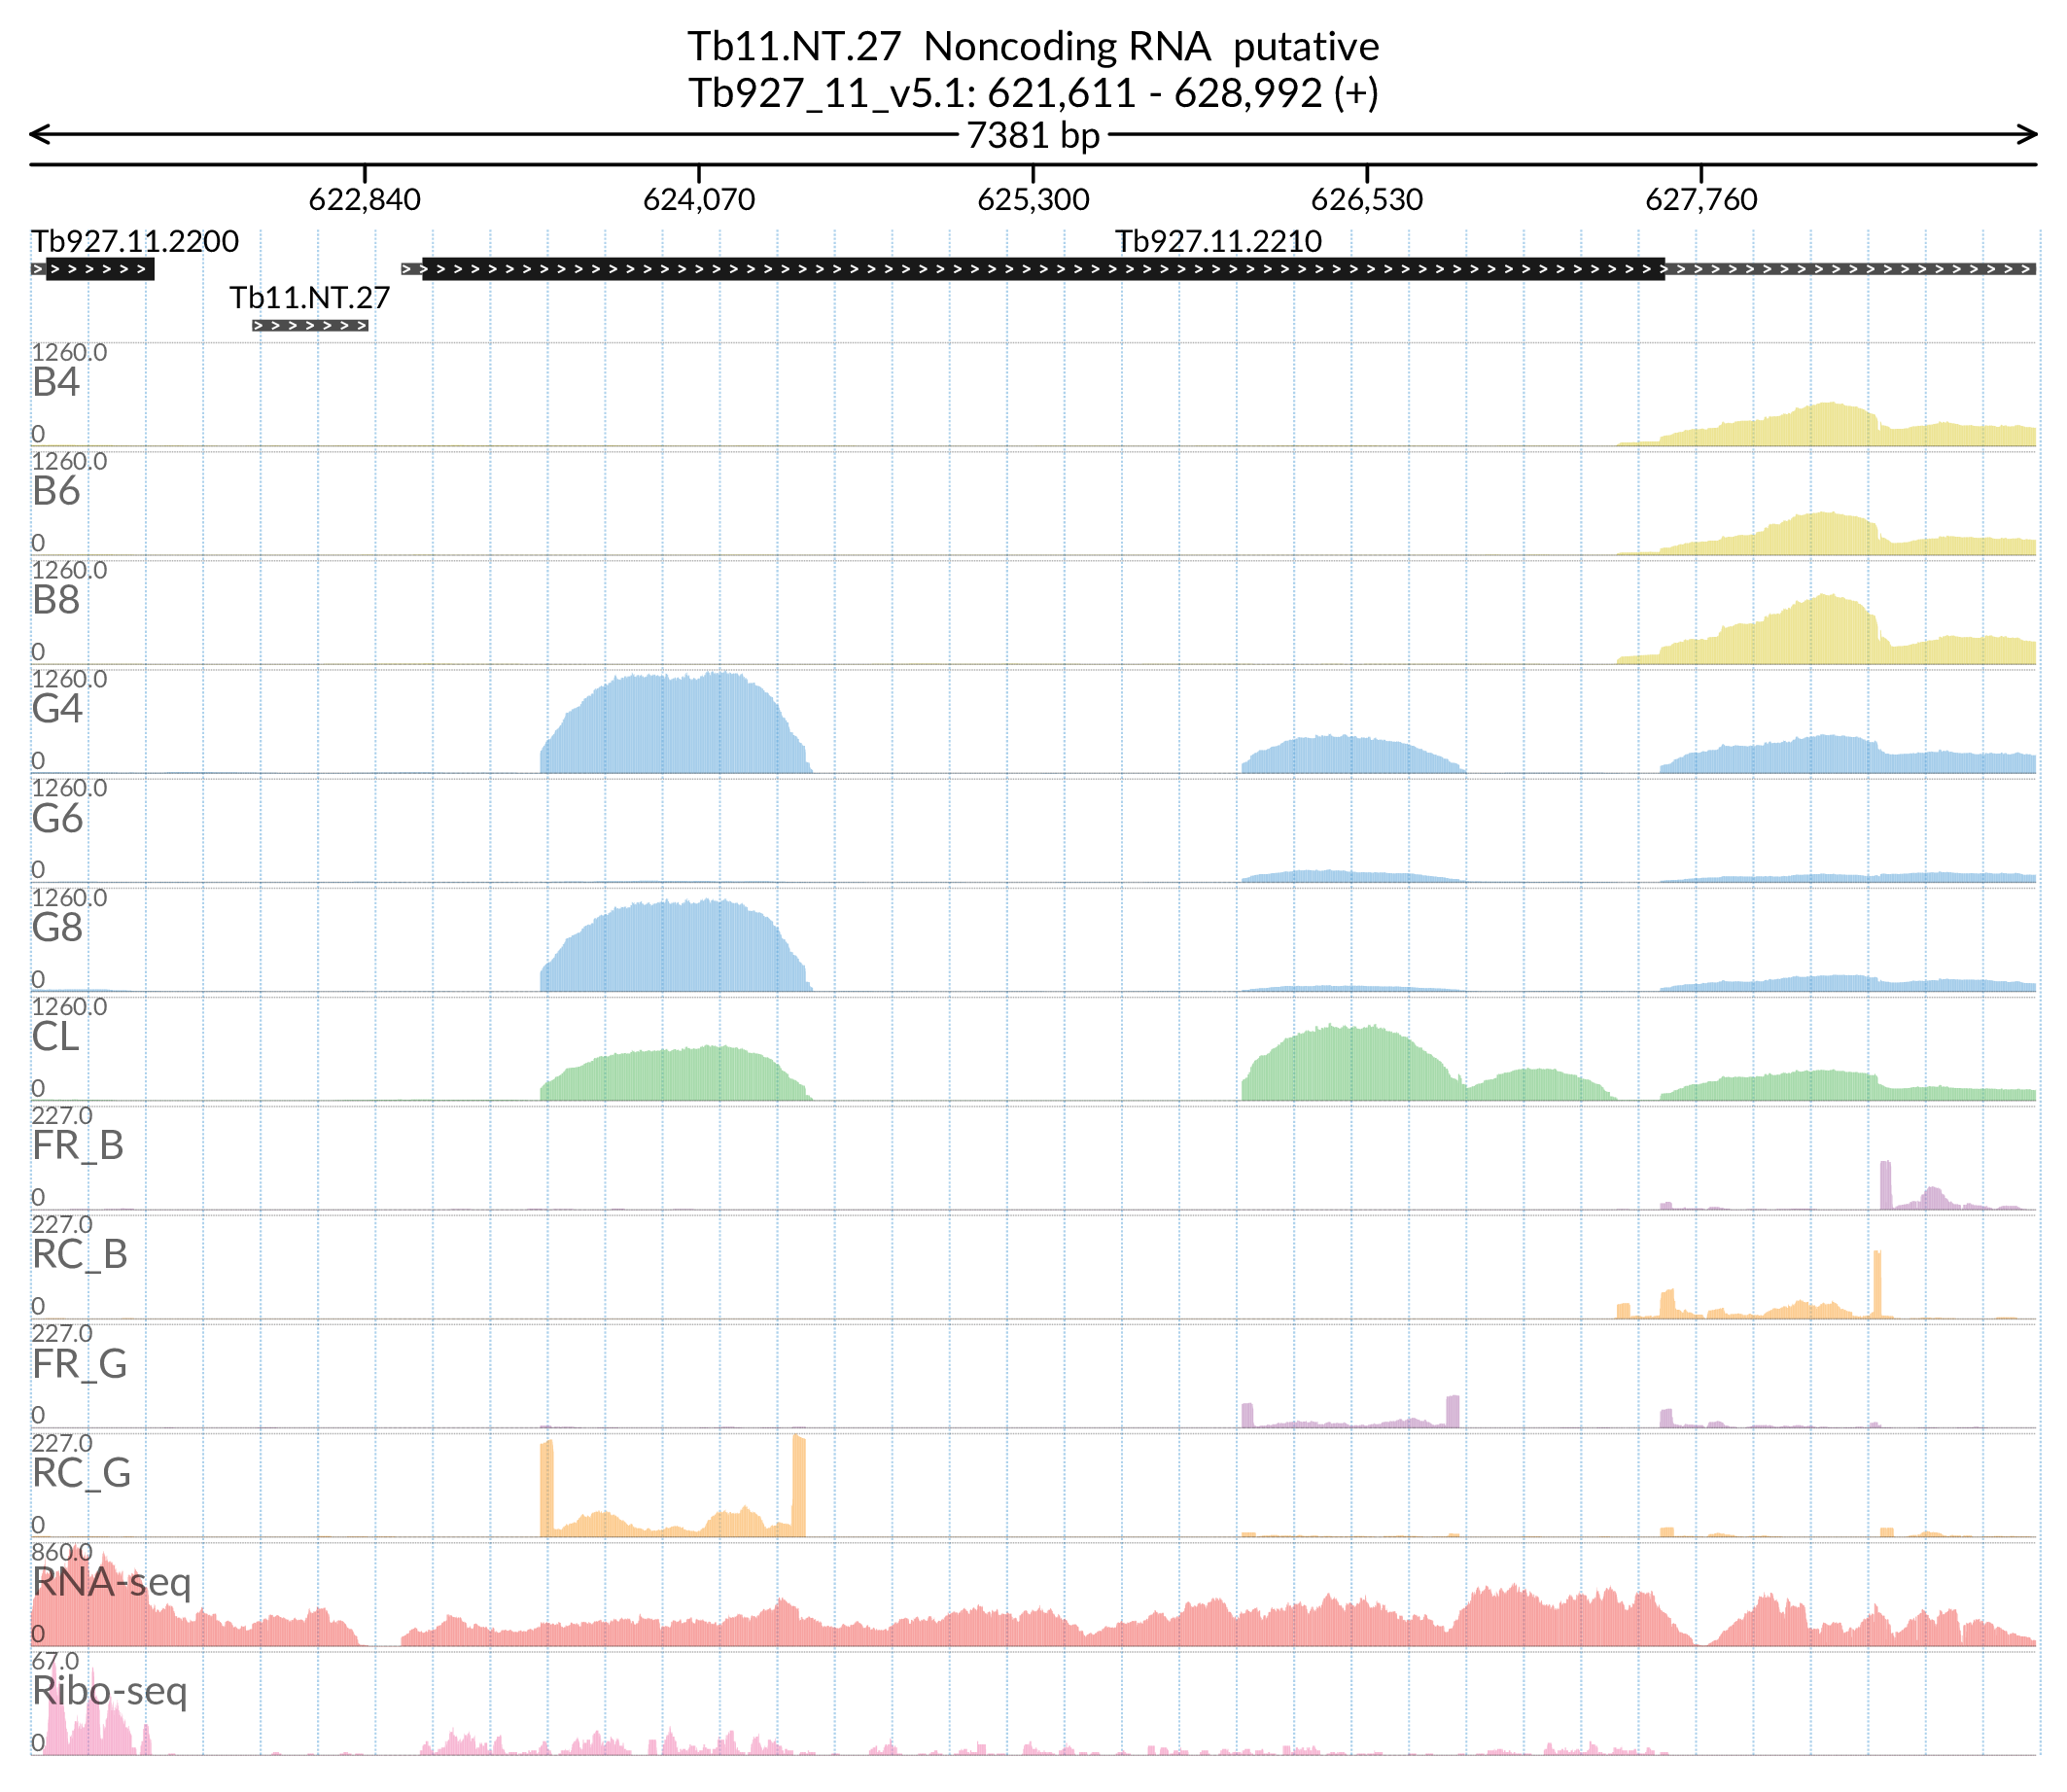 Tb11.NT.27 Noncoding RNA putative
Tb927_11_v5.1: 621,611 - 628,992 (+)
7381 bp
622,840 624,070 625,300 626,530 627,760
Tb927.11.2200 Tb927.11.2210
Tb11.NT.27
1260.0
B4
0
1260.0
B6
0
1260.0
B8
0
1260.0
G4
0
1260.0
G6
0
1260.0
G8
0
1260.0
CL
0
227.0
FR_B
0
227.0
RC_B
0
227.0
FR_G
0
227.0
RC_G
0
860.0
RNA-seq
0
67.0
Ribo-seq
0